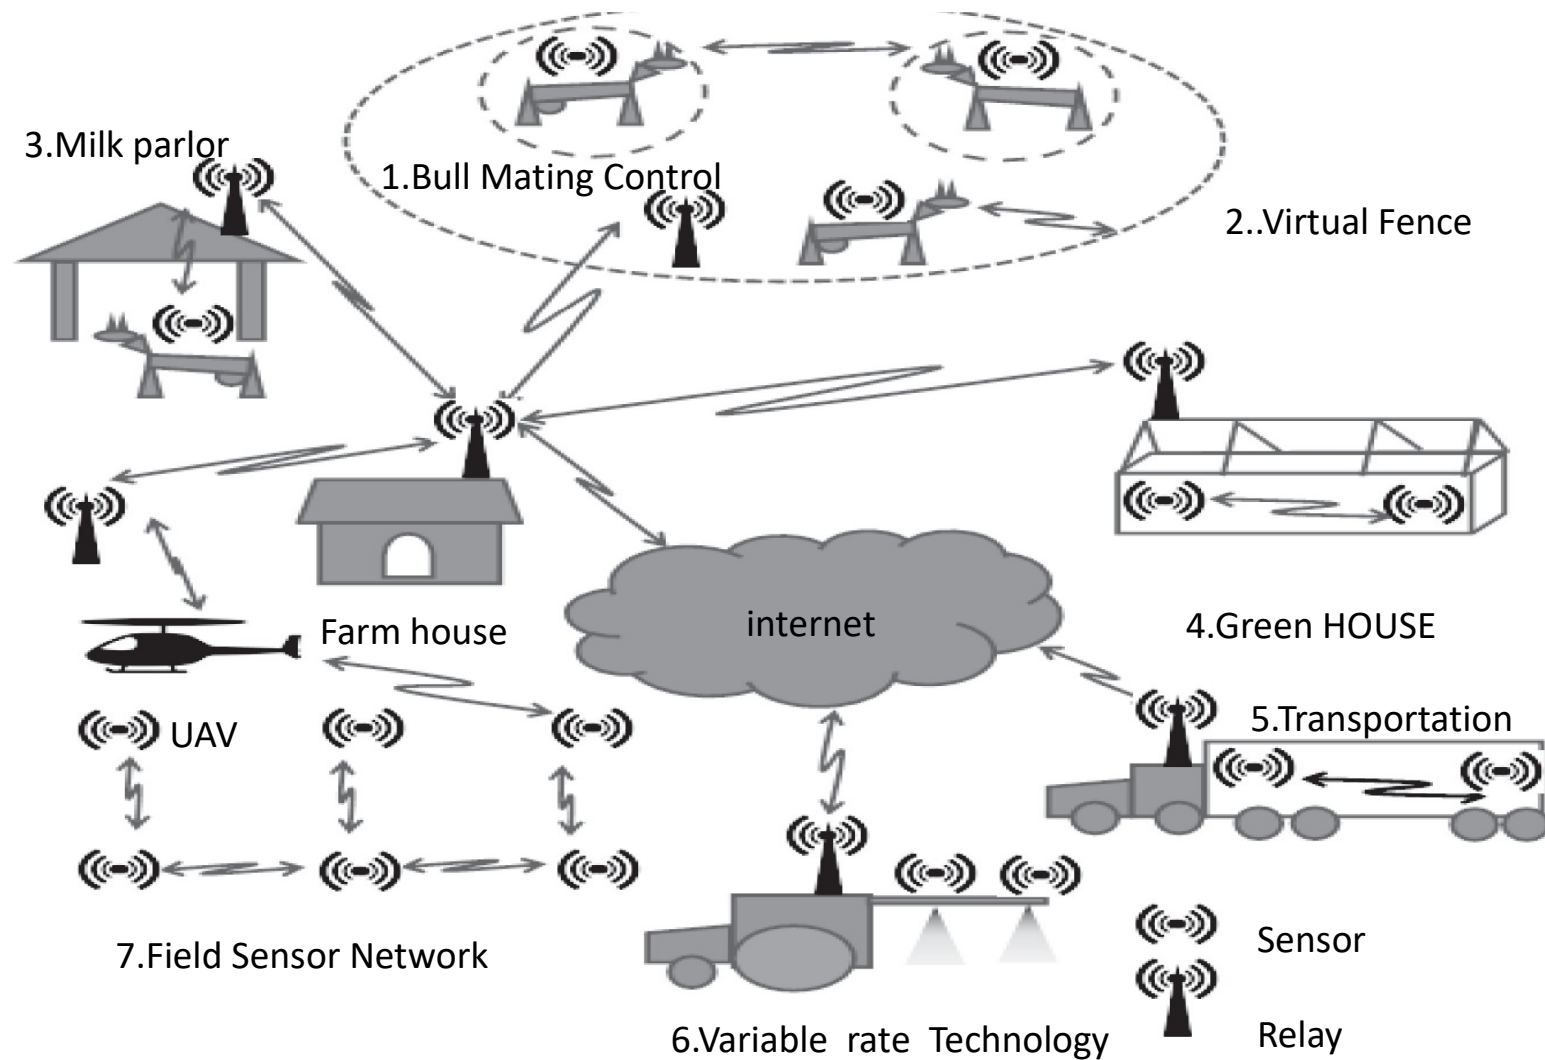 3.Milk parlor
1.Bull Mating Control
2..Virtual Fence
internet
Farm house
4.Green HOUSE
UAV
5.Transportation
7.Field Sensor Network
Sensor
6.Variable rate Technology
Relay